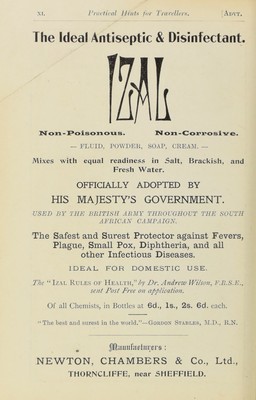 xl. Practical Hints for Travellers. [Advt.
The Ideal Antiseptic & Disinfectant.
IZAL
Non-Poisonous. Non-Corrosive.
— FLUID, POWDER, SOAP, CREAM. —
Mixes with equal readiness in Salt, Brackish, and
Fresh Water.
OFFICIALLY ADOPTED BY
HIS MAJESTY'S GOVERNMENT.
USED BY THE BRITISH ARMY THROUGHOUT THE SOUTH
AFRICAN CAMPAIGN.
The Safest and Surest Protector against Fevers,
Plague, Small Pox, Diphtheria, and all
other Infectious Diseases.
IDEAL FOR DOMESTIC USE.
The "Izal Rules of Health," by Dr. Andrew Wilson, F.R.S.E.,
sent Post Free on application.
Of all Chemists, in Bottles at 6d., 1s., 2s. 6d. each.
"The best and surest in the world."—Gordon Stables, M.D., R.N.
Manufacturers:
NEWTON, CHAMBERS & Co., Ltd.,
THORNCLIFFE, near SHEFFIELD.